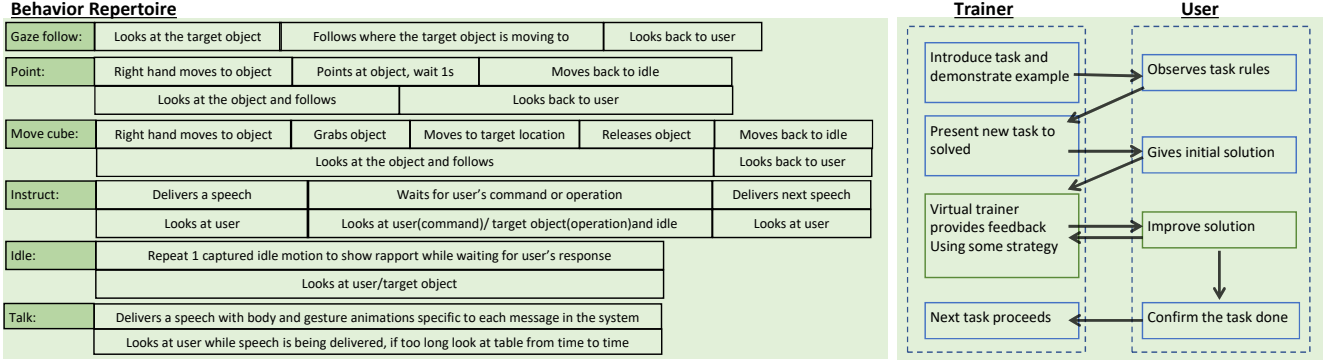 Behavior Repertoire
Gaze follow: Looks at the target object Follows where the target object is moving to Looks back to user
Point: Right hand moves to object Points at object, wait 1s Moves back to idle
Looks at the object and follows Looks back to user
Move cube: Right hand moves to object Grabs object Moves to target location Releases object Moves back to idle
Looks at the object and follows Looks back to user
Instruct: Delivers a speech Waits for user's command or operation Delivers next speech
Looks at user Looks at user(command)/ target object(operation)and idle Looks at user
Idle: Repeat 1 captured idle motion to show rapport while waiting for user's response
Looks at user/target object
Talk: Delivers a speech with body and gesture animations specific to each message in the system
Looks at user while speech is being delivered, if too long look at table from time to time
Trainer User
Introduce task and
demonstrate example
Observes task rules
Present new task to
solved
Gives initial solution
Virtual trainer
provides feedback
Using some strategy
Improve solution
Next task proceeds
Confirm the task done